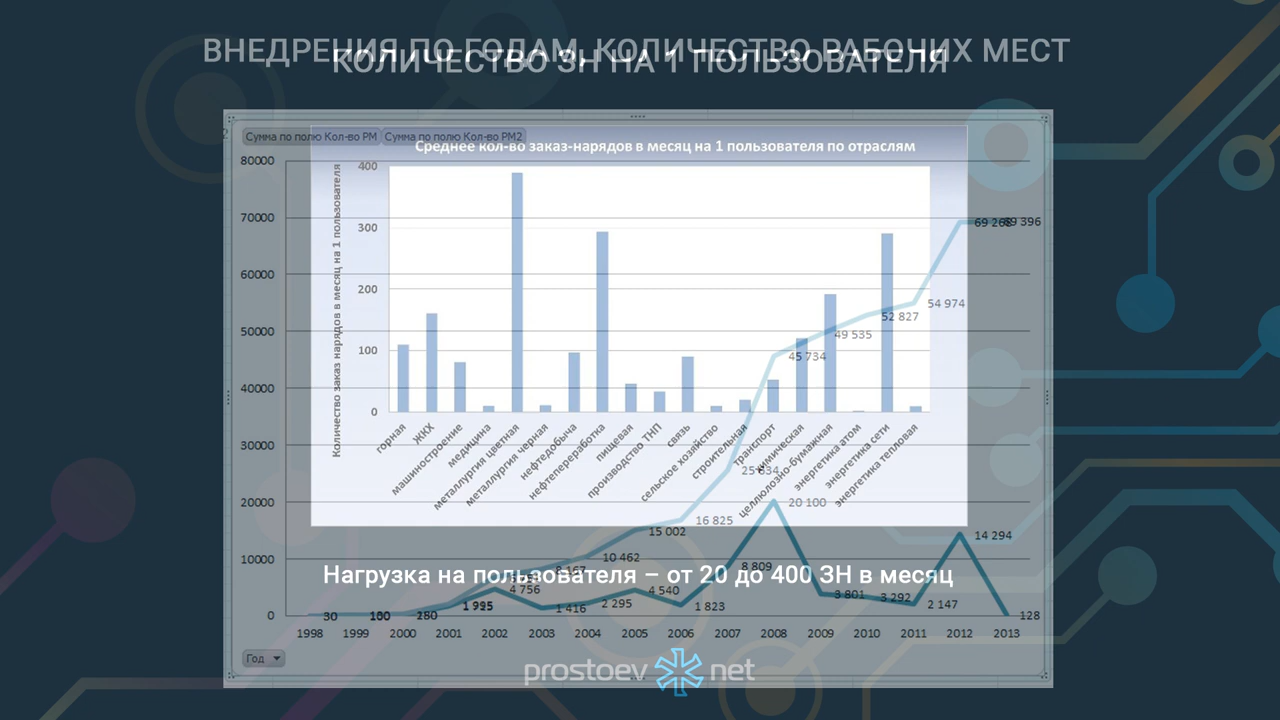 ВНЕДРЕНИЯ ПО ГОДАМ, КОЛИЧЕСТВО РАБОЧИХ МЕСТ
КОЛИЧЕСТВО ЗН НА 1 ПОЛЬЗОВАТЕЛЯ
Сумма по полю Кол-во РМ Сумма по полю Кол-во РМ2
Среднее кол-во заказ-нарядов в месяц на 1 пользователя по отраслям
Количество заказ нарядов в месяц на 1 пользователя
400
300
200
100
0
горная
ЖКХ
машиностроение
медицина
металлургия цветная
металлургия черная
нефтедобыча
нефтепереработка
пищевая
производство ТНП
связь
сельское хозяйство
строительная
транспорт
химическая
целлюлозно-бумажная
энергетика атом
энергетика сети
энергетика тепловая
80000
70000
60000
50000
40000
30000
20000
10000
0
69 268
69 396
54 974
52 827
49 535
45 734
25 634
20 100
16 825
15 002
14 294
10 462
8 167
8 809
4 756
1 416
2 295
4 540
1 823
3 801
3 292
2 147
128
30
280
1 995
Нагрузка на пользователя – от 20 до 400 ЗН в месяц
1998 1999 2000 2001 2002 2003 2004 2005 2006 2007 2008 2009 2010 2011 2012 2013
Год
prostoev net